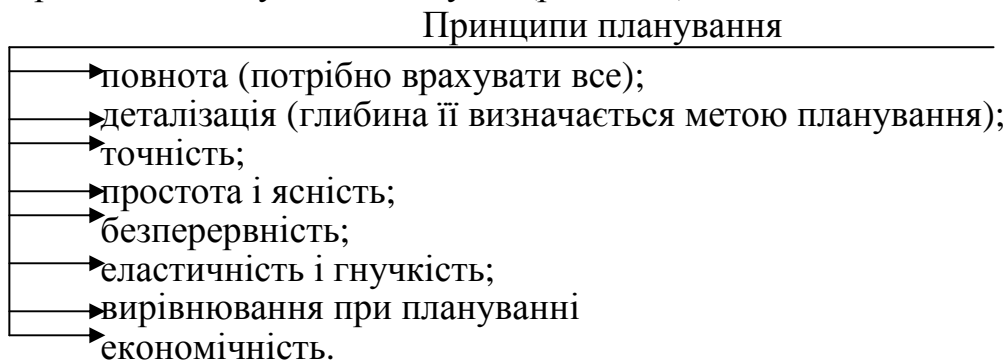 Принципи планування
повнота (потрібно врахувати все);
деталізація (глибина її визначається метою планування);
точність;
простота і ясність;
безперервність;
еластичність і гнучкість;
вирівнювання при плануванні
економічність.